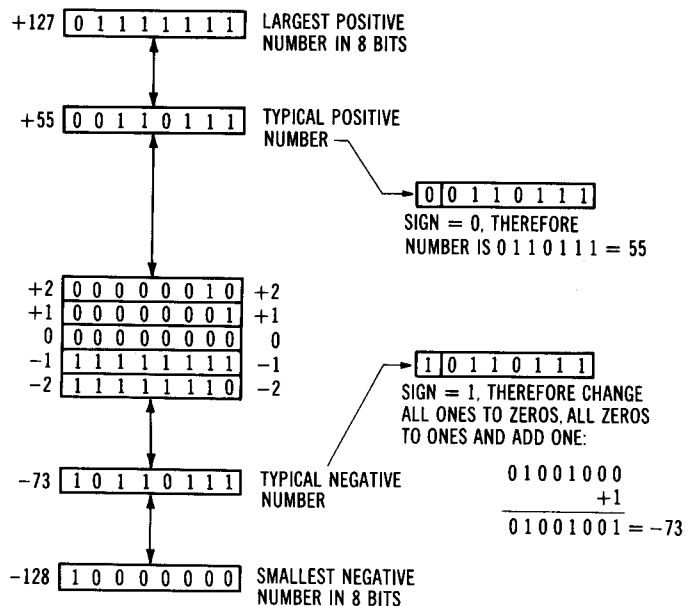 +127 0 1 1 1 1 1 1 1 LARGEST POSITIVE
NUMBER IN 8 BITS
+55 0 0 1 1 0 1 1 1 TYPICAL POSITIVE
NUMBER
0 0 1 1 0 1 1 1
SIGN = 0, THEREFORE
NUMBER IS 0 1 1 0 1 1 1 = 55
+2 0 0 0 0 0 0 1 0 +2
+1 0 0 0 0 0 0 0 1 +1
0 0 0 0 0 0 0 0 0 0
-1 1 1 1 1 1 1 1 1 -1
-2 1 1 1 1 1 1 1 0 -2
1 0 1 1 0 1 1 1
SIGN = 1, THEREFORE CHANGE
ALL ONES TO ZEROS, ALL ZEROS
TO ONES AND ADD ONE:
0 1 0 0 1 0 0 0
+1
0 1 0 0 1 0 0 1 = -73
-73 1 0 1 1 0 1 1 1 TYPICAL NEGATIVE
NUMBER
-128 1 0 0 0 0 0 0 0 SMALLEST NEGATIVE
NUMBER IN 8 BITS